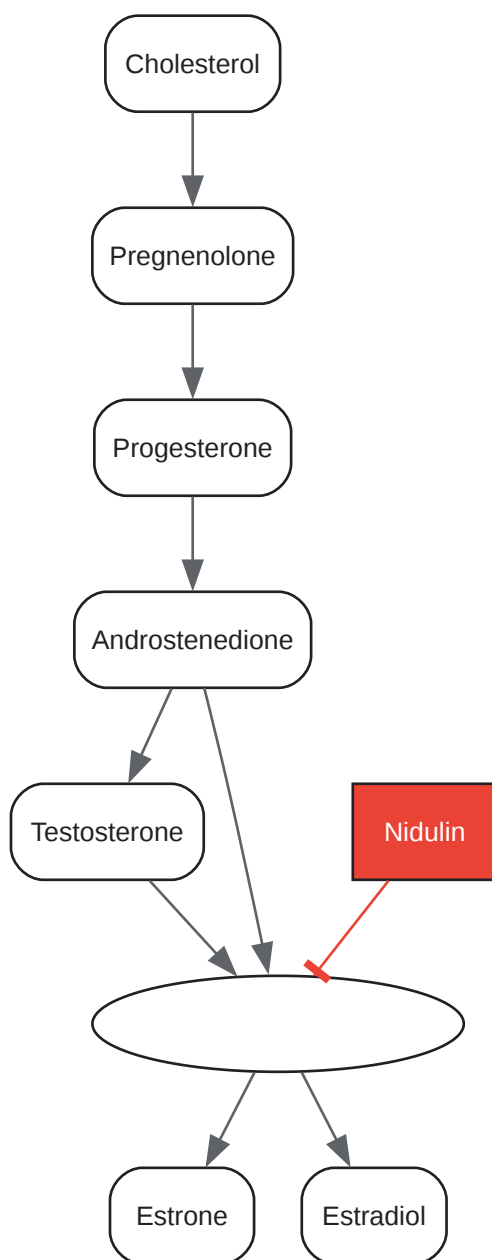 Cholesterol
Pregnenolone
Progesterone
Androstenedione
Testosterone
Nidulin
Estrone
Estradiol